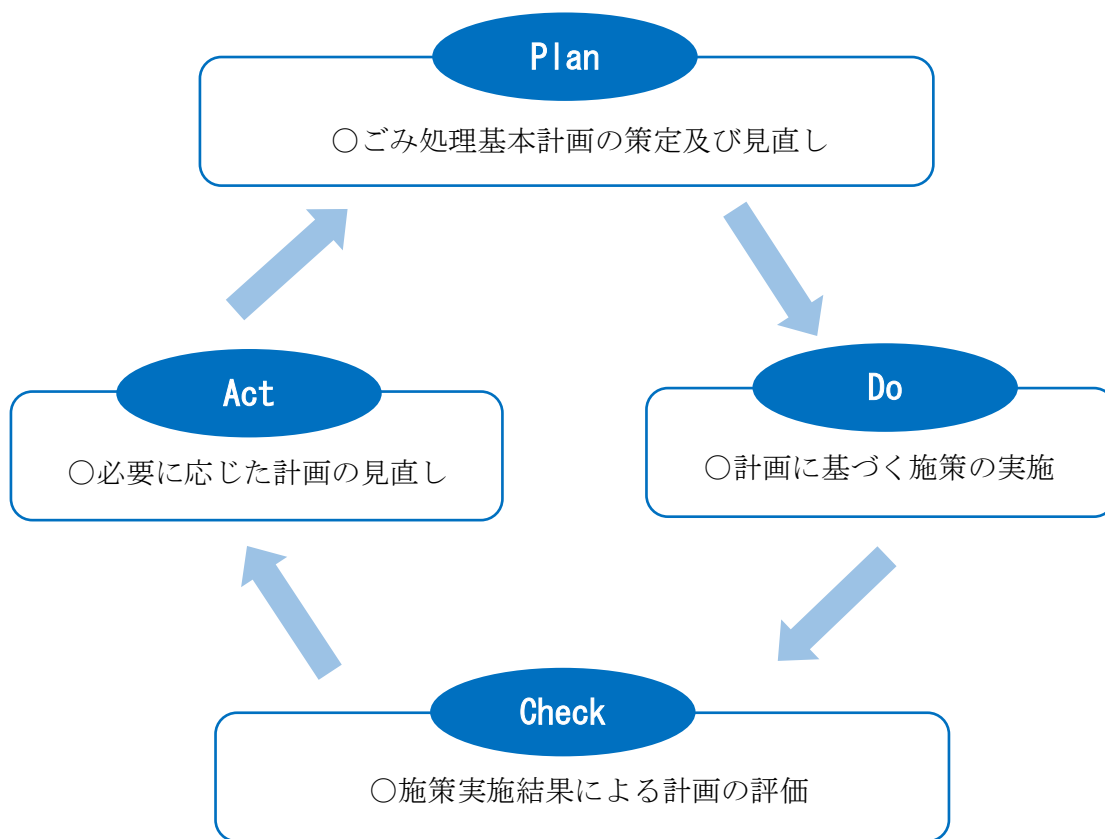 Plan
○ごみ処理基本計画の策定及び見直し
Do
○計画に基づく施策の実施
Check
○施策実施結果による計画の評価
Act
○必要に応じた計画の見直し